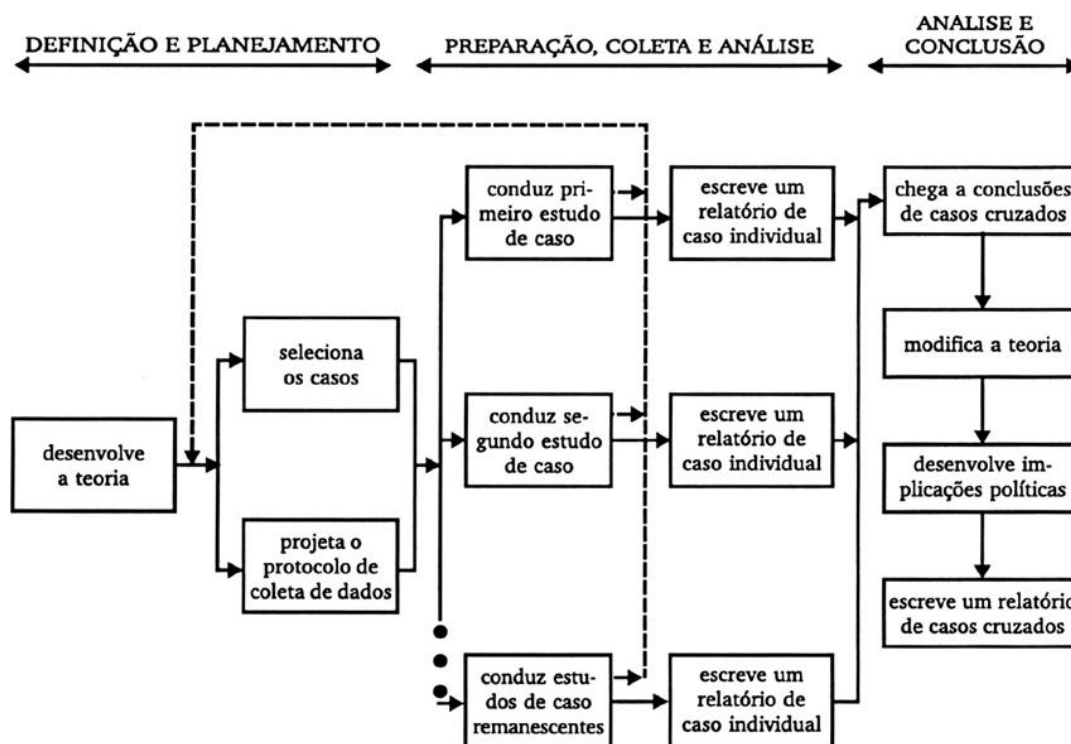 DEFINIÇÃO E PLANEJAMENTO
PREPARAÇÃO, COLETA E ANÁLISE
ANALISE E
CONCLUSÃO
desenvolve
a teoria
seleciona
os casos
projeta o
protocolo de
coleta de dados
conduz pri-
meiro estudo
de caso
escreve um
relatório de
caso individual
conduz se-
gundo estudo
de caso
escreve um
relatório de
caso individual
conduz estu-
dos de caso
remanescentes
escreve um
relatório de
caso individual
chega a conclusões
de casos cruzados
modifica a teoria
desenvolve im-
plicações políticas
escreve um relatório
de casos cruzados